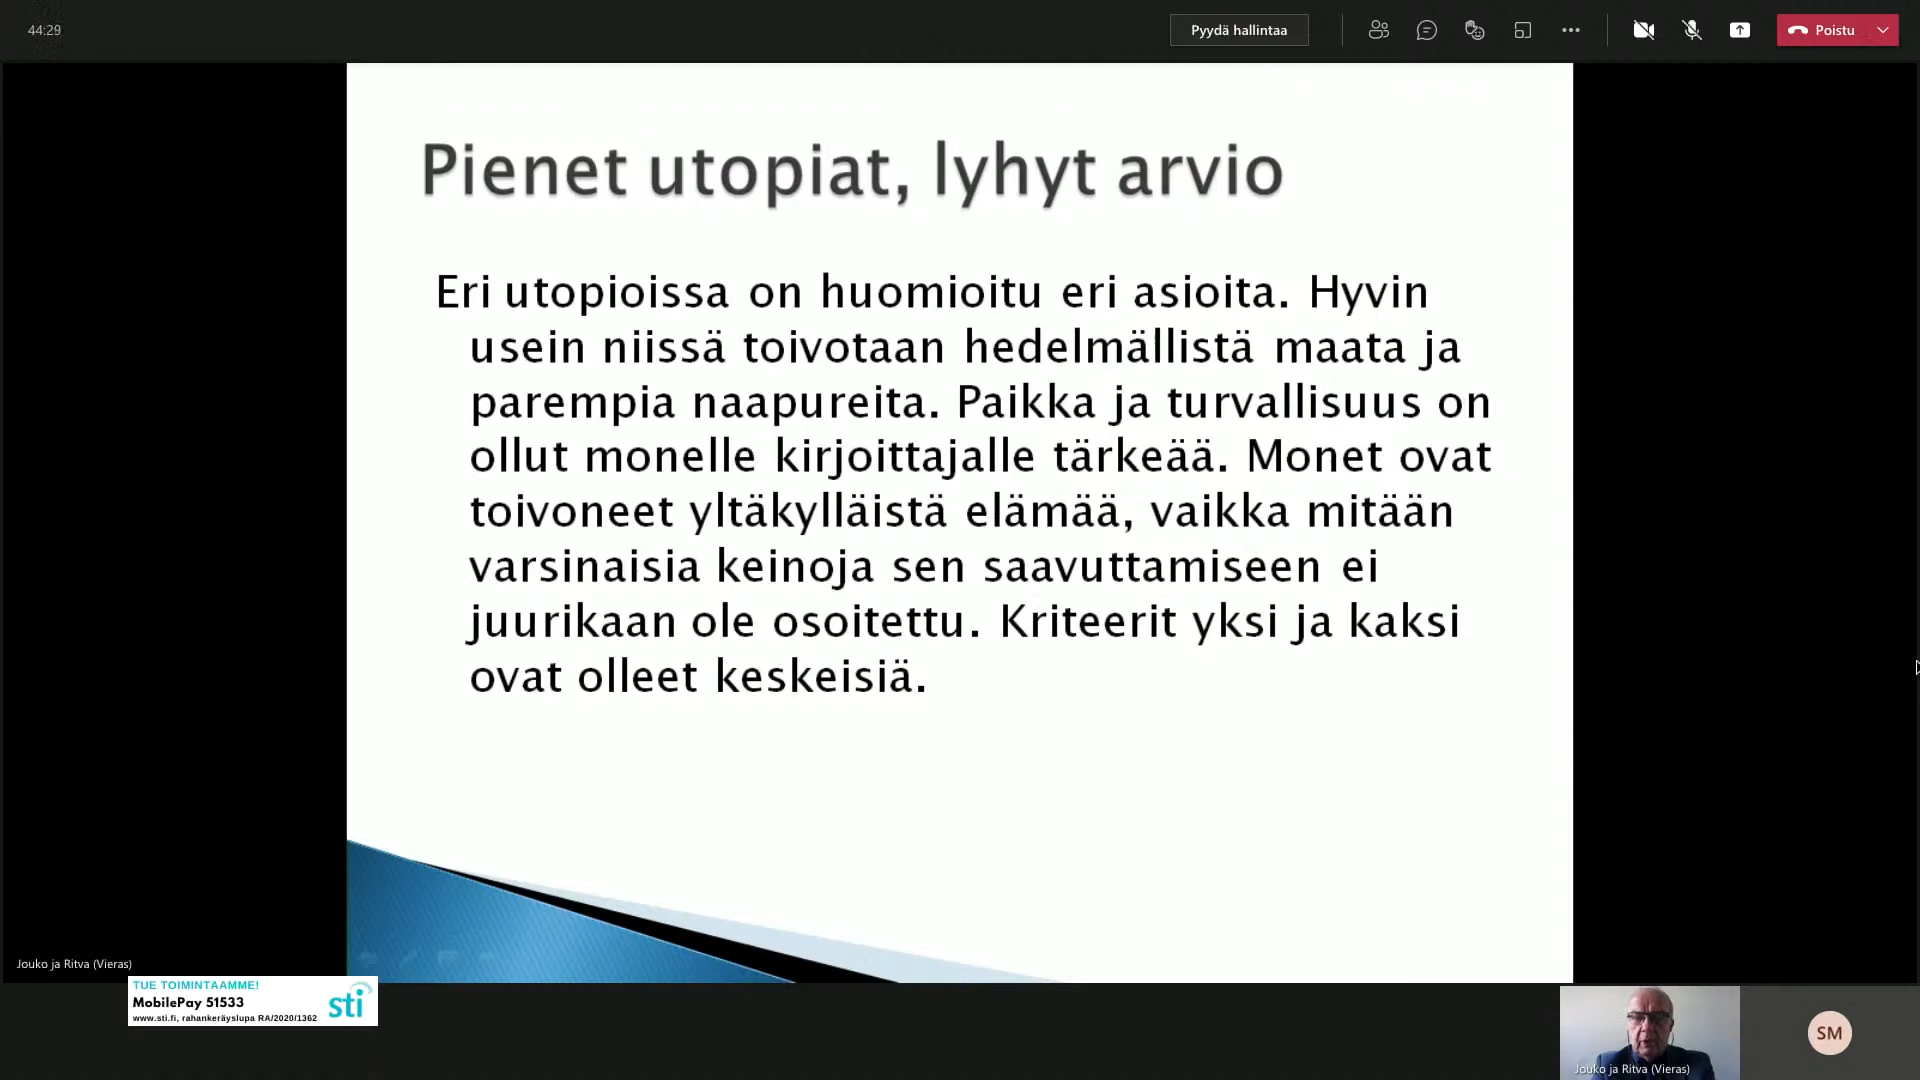 44:29
Pyydä hallintaa
Poistu
Pienet utopiat, lyhyt arvio
Eri utopioissa on huomioitu eri asioita. Hyvin
usein niissä toivotaan hedelmällistä maata ja
parempia naapureita. Paikka ja turvallisuus on
ollut monelle kirjoittajalle tärkeää. Monet ovat
toivoneet yltäkylläistä elämää, vaikka mitään
varsinaisia keinoja sen saavuttamiseen ei
juurikaan ole osoitettu. Kriteerit yksi ja kaksi
ovat olleet keskeisiä.
Jouko ja Ritva (Vieras)
TUE TOIMINTAAMME!
MobilePay 51533
www.sti.fi, rahankeräyslupa RA/2020/1362
sti
Jouko ja Ritva (Vieras)
SM